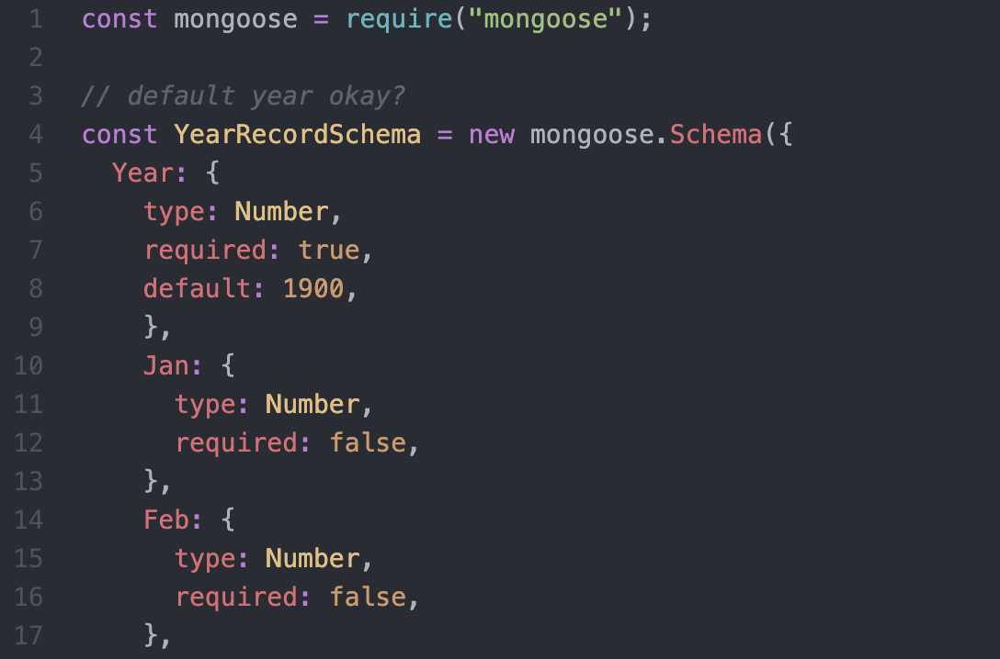 1 const mongoose = require("mongoose");
2
3 // default year okay?
4 const YearRecordSchema = new mongoose.Schema({
5 Year: {
6 type: Number,
7 required: true,
8 default: 1900,
9 },
10 Jan: {
11 type: Number,
12 required: false,
13 },
14 Feb: {
15 type: Number,
16 required: false,
17 },